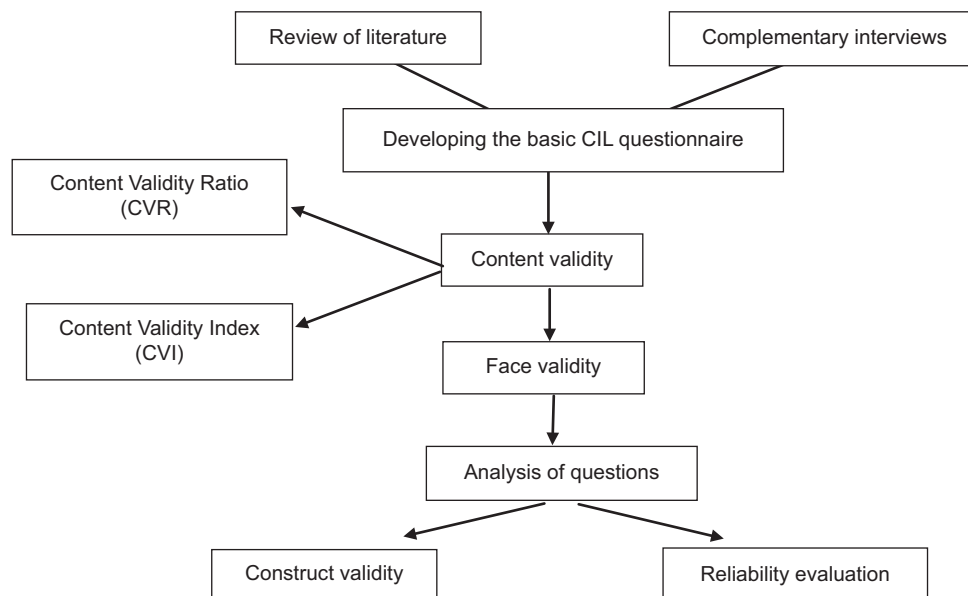 Review of literature
Complementary interviews
Developing the basic CIL questionnaire
Content Validity Ratio
(CVR)
Content validity
Content Validity Index
(CVI)
Face validity
Analysis of questions
Construct validity
Reliability evaluation